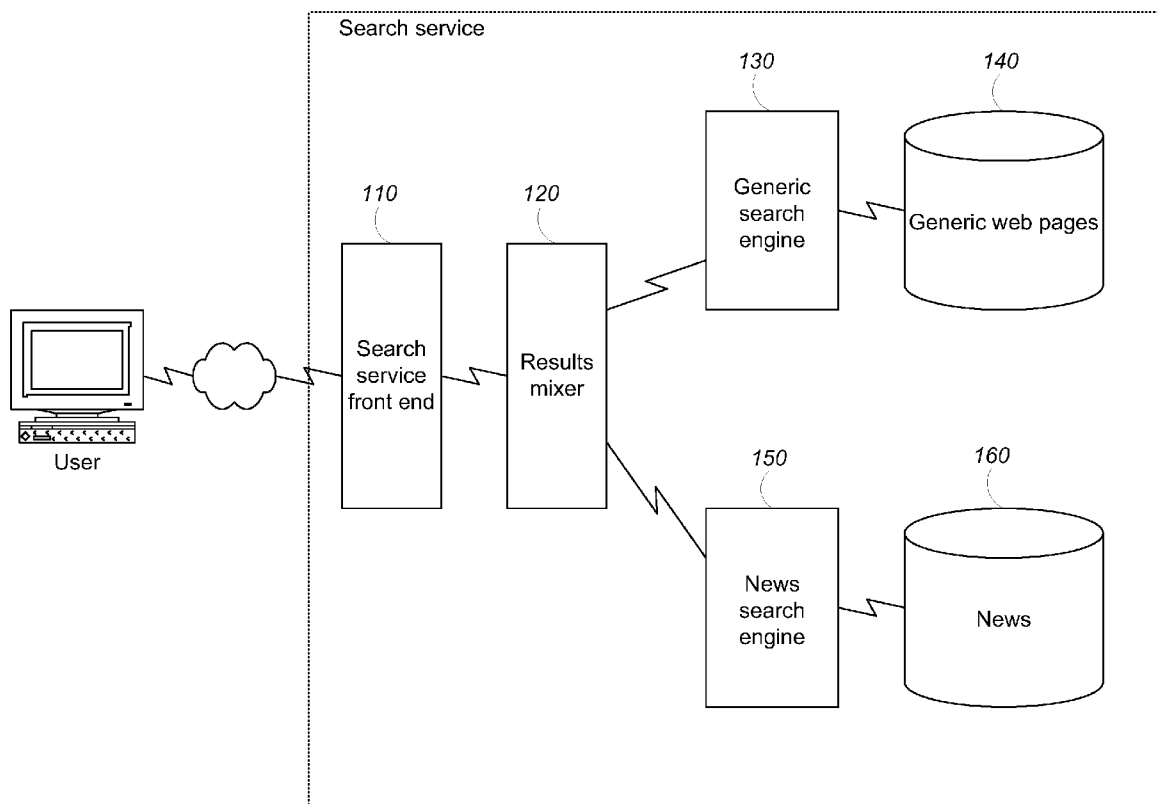 Search service
130
140
Generic
search
engine
Generic web pages
110
120
Search
service
front end
Results
mixer
User
150
160
News
search
engine
News